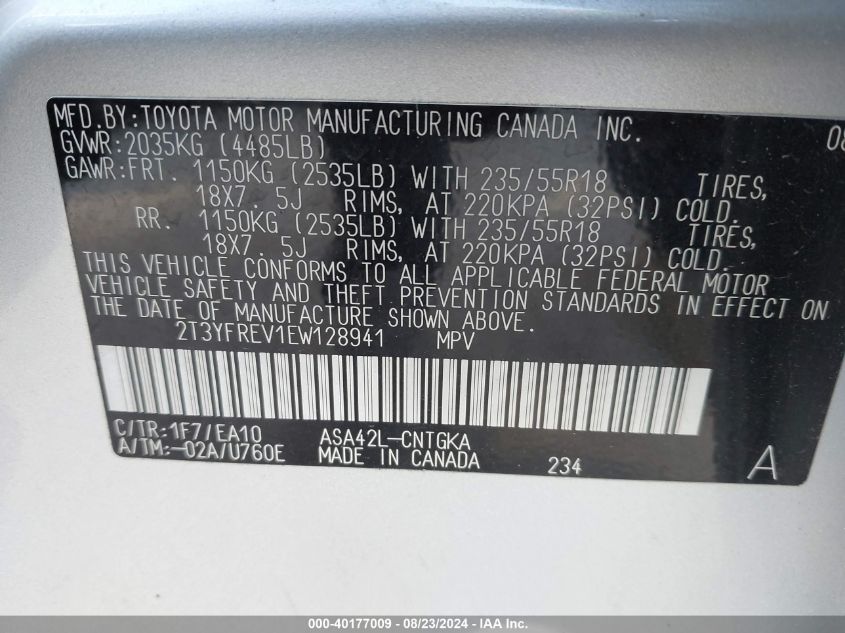 MFD.BY:TOYOTA MOTOR MANUFACTURING CANADA INC. 08
GVWR:2035KG (4485LB)
GAWR:FRT. 1150KG (2535LB) WITH 235/55R18 TIRES,
18X7. 5J RIMS, AT 220KPA (32PSI) COLD.
RR. 1150KG (2535LB) WITH 235/55R18 TIRES,
18X7. 5J RIMS, AT 220KPA (32PSI) COLD.
THIS VEHICLE CONFORMS TO ALL APPLICABLE FEDERAL MOTOR
VEHICLE SAFETY AND THEFT PREVENTION STANDARDS IN EFFECT ON
THE DATE OF MANUFACTURE SHOWN ABOVE.
2T3YFREV1EW128941 MPV
C/TR:1F7/EA10 ASA42L-CNTGKA
A/TM:-02A/U760E MADE IN CANADA 234 A
000-40177009 - 08/23/2024 - IAA Inc.